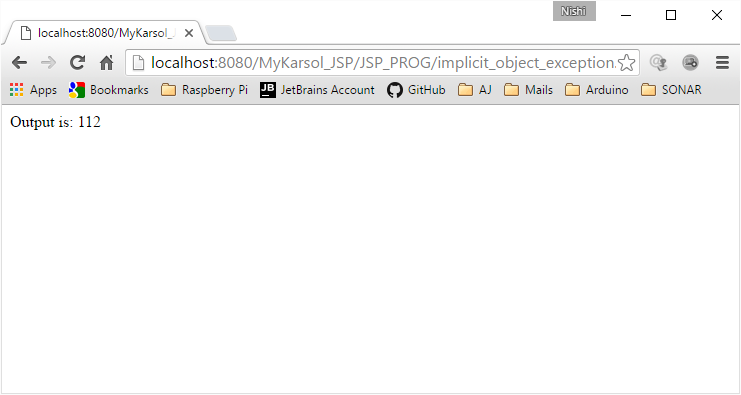 Nishi
localhost:8080/MyKarsol_J
localhost:8080/MyKarsol_JSP/JSP_PROG/implicit_object_exception.
Apps Bookmarks Raspberry Pi JB JetBrains Account GitHub AJ Mails Arduino SONAR
Output is: 112